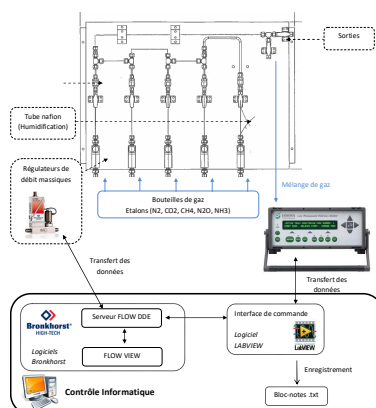 Sorties
Tube nafion
(Humidification)
Régulateurs de
débit massiques
Bouteilles de gaz
Etalons (N2, CO2, CH4, N2O, NH3)
Mélange de gaz
Transfert des
données
Transfert des
données
Bronkhorst®
HIGH-TECH
Serveur FLOW DDE
Logiciels
Bronkhorst
FLOW VIEW
Interface de commande
Logiciel
LABVIEW
LabVIEW
Enregistrement
Contrôle Informatique
Bloc-notes .txt